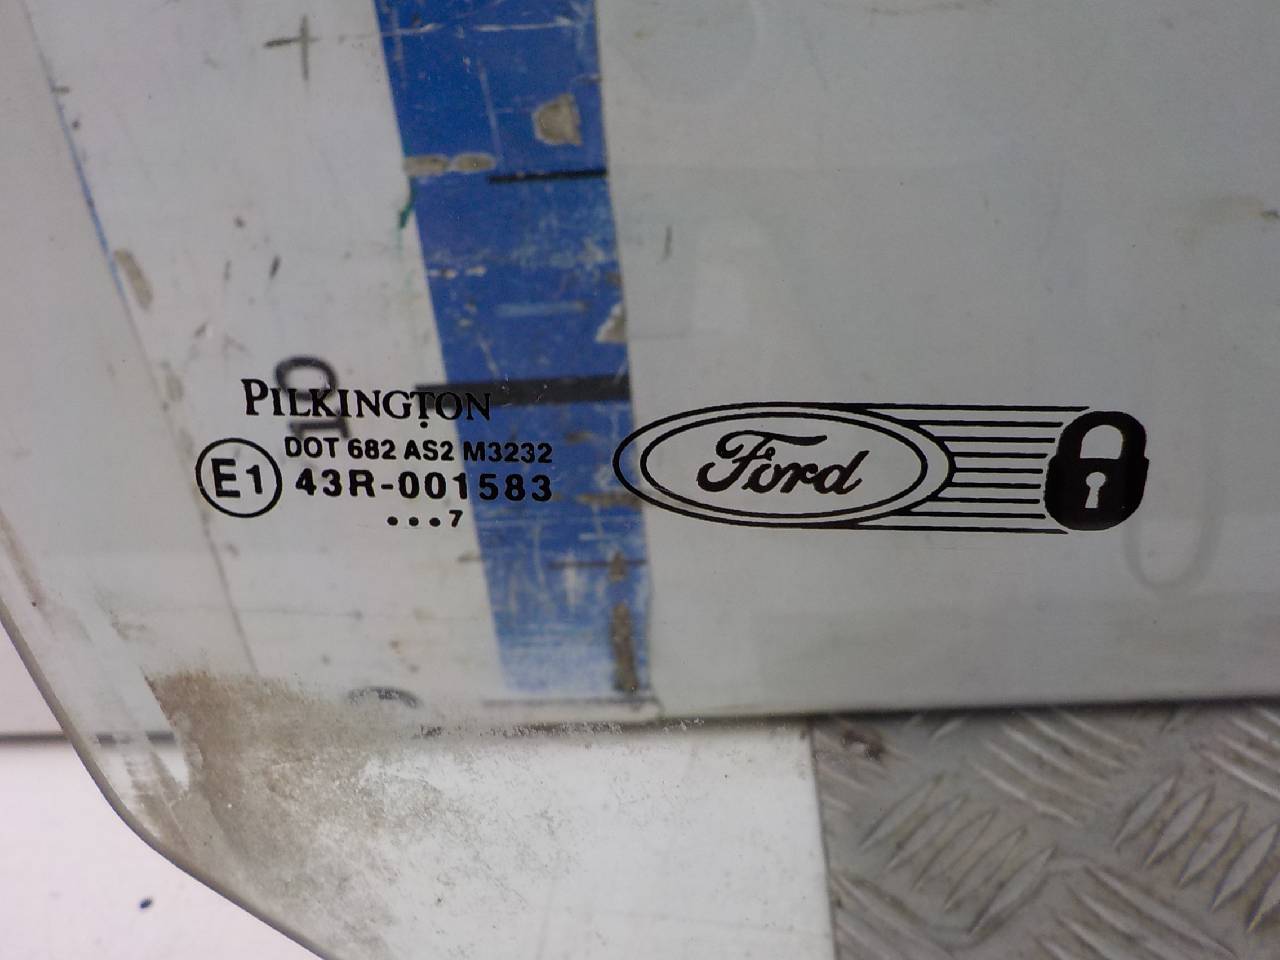 PILKINGTON
DOT 682 AS2 M3232
E1 43R-001583
...7
Ford